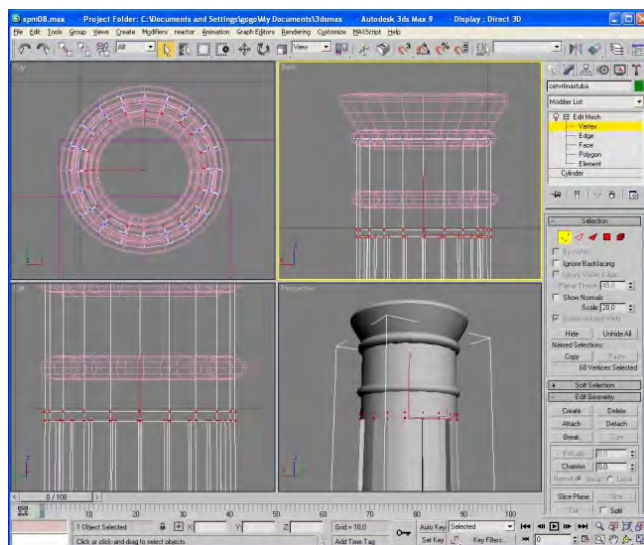 spm08.max - Project Folder: C:\Documents and Settings\gogo\My Documents\3dsmax - Autodesk 3ds Max 9 - Display : Direct 3D
File Edit Tools Group Views Create Modifiers reactor Animation Graph Editors Rendering Customize MAXScript Help
All
View
Top
Back
Left
Perspective
Modifier List
Edit Mesh
Vertex
Edge
Face
Polygon
Element
Cylinder
Selection
By Vertex
Ignore Backfacing
Ignore Visible Edges
Planar Thresh: 45,0
Show Normals
Scale: 20,0
Delete Isolated Verts
Hide Unhide All
Named Selections:
Copy Paste
60 Vertices Selected
Soft Selection
Edit Geometry
Create Delete
Attach Detach
Break Turn
Extrude 0,0
Chamfer 0,0
Normal: Group Local
Slice Plane Slice
Cut Split
0 / 100
0 10 20 30 40 50 60 70 80 90 100
1 Object Selected X: Y: Z: Grid = 10,0 Auto Key Selected
Click or click-and-drag to select objects Add Time Tag Set Key Key Filters... 0